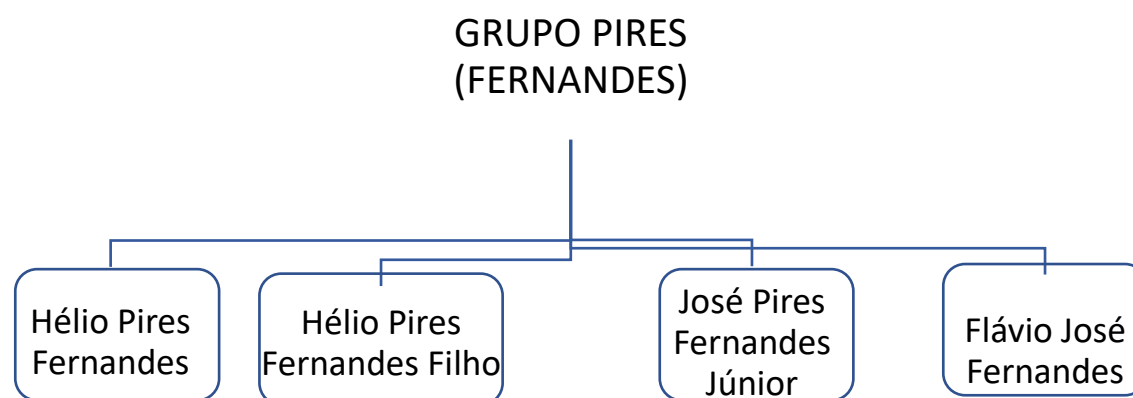 GRUPO PIRES
(FERNANDES)
Hélio Pires
Fernandes
Hélio Pires
Fernandes Filho
José Pires
Fernandes
Júnior
Flávio José
Fernandes